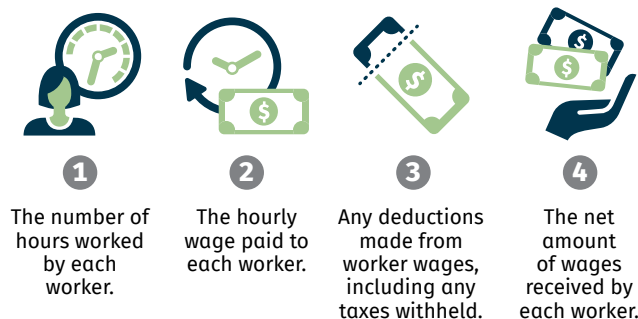 1
The number of
hours worked
by each
worker.
2
The hourly
wage paid to
each worker.
3
Any deductions
made from
worker wages,
including any
taxes withheld.
4
The net
amount
of wages
received by
each worker.
$
$
$
$